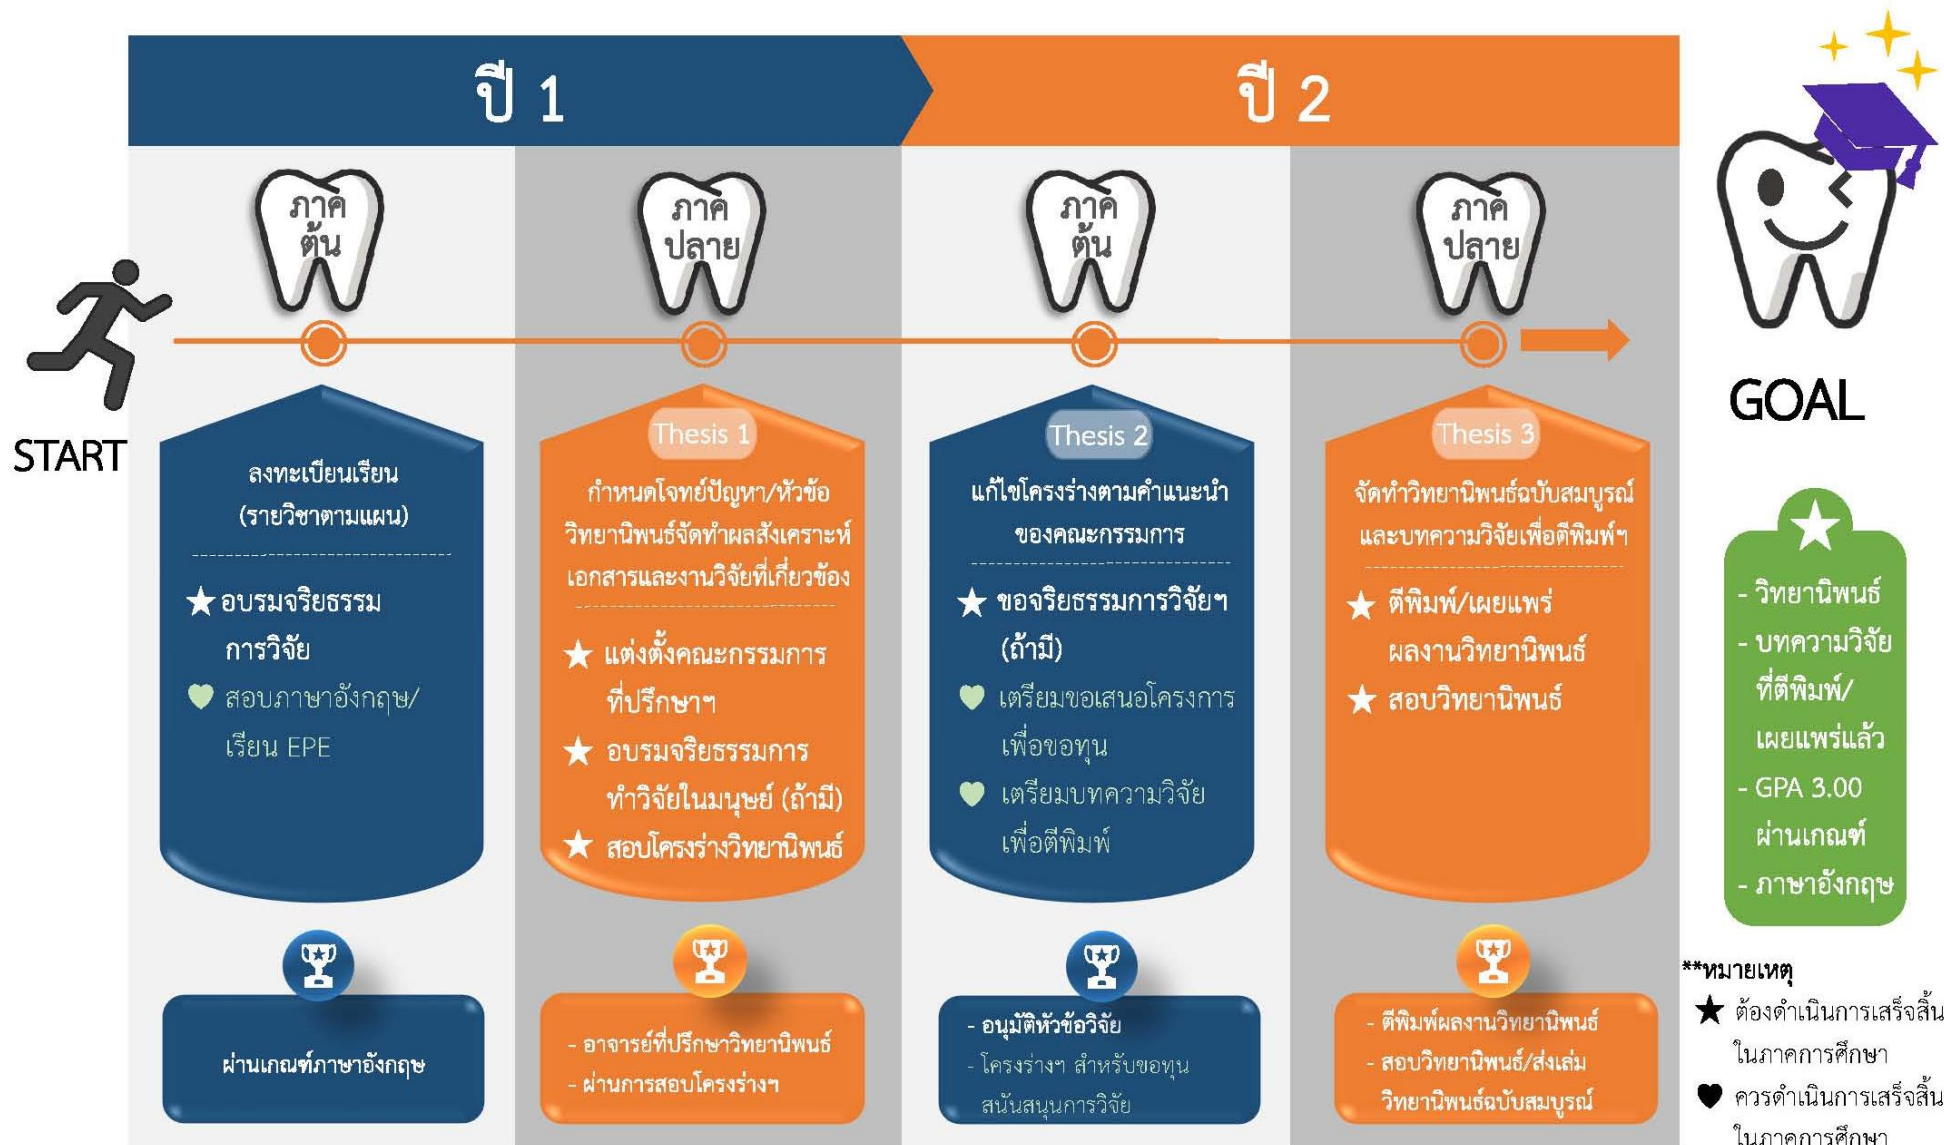 ปี 1
ปี 2
START
ภาค
ต้น
ลงทะเบียนเรียน
(รายวิชาตามแผน)
อบรมจริยธรรม
การวิจัย
สอบภาษาอังกฤษ/
เรียน EPE
ผ่านเกณฑ์ภาษาอังกฤษ
ภาค
ปลาย
Thesis 1
กำหนดโจทย์ปัญหา/หัวข้อ
วิทยานิพนธ์จัดทำผลสังเคราะห์
เอกสารและงานวิจัยที่เกี่ยวข้อง
แต่งตั้งคณะกรรมการ
ที่ปรึกษาฯ
อบรมจริยธรรมการ
ทำวิจัยในมนุษย์ (ถ้ามี)
สอบโครงร่างวิทยานิพนธ์
- อาจารย์ที่ปรึกษาวิทยานิพนธ์
- ผ่านการสอบโครงร่างฯ
ภาค
ต้น
Thesis 2
แก้ไขโครงร่างตามคำแนะนำ
ของคณะกรรมการ
ขอจริยธรรมการวิจัยฯ
(ถ้ามี)
เตรียมขอเสนอโครงการ
เพื่อขอทุน
เตรียมบทความวิจัย
เพื่อตีพิมพ์
- อนุมัติหัวข้อวิจัย
- โครงร่างฯ สำหรับขอทุน
สนันสนุนการวิจัย
ภาค
ปลาย
Thesis 3
จัดทำวิทยานิพนธ์ฉบับสมบูรณ์
และบทความวิจัยเพื่อตีพิมพ์ฯ
ตีพิมพ์/เผยแพร่
ผลงานวิทยานิพนธ์
สอบวิทยานิพนธ์
- ตีพิมพ์ผลงานวิทยานิพนธ์
- สอบวิทยานิพนธ์/ส่งเล่ม
วิทยานิพนธ์ฉบับสมบูรณ์
GOAL
- วิทยานิพนธ์
- บทความวิจัย
ที่ตีพิมพ์/
เผยแพร่แล้ว
- GPA 3.00
ผ่านเกณฑ์
- ภาษาอังกฤษ
**หมายเหตุ
ต้องดำเนินการเสร็จสิ้น
ในภาคการศึกษา
ควรดำเนินการเสร็จสิ้น
ในภาคการศึกษา